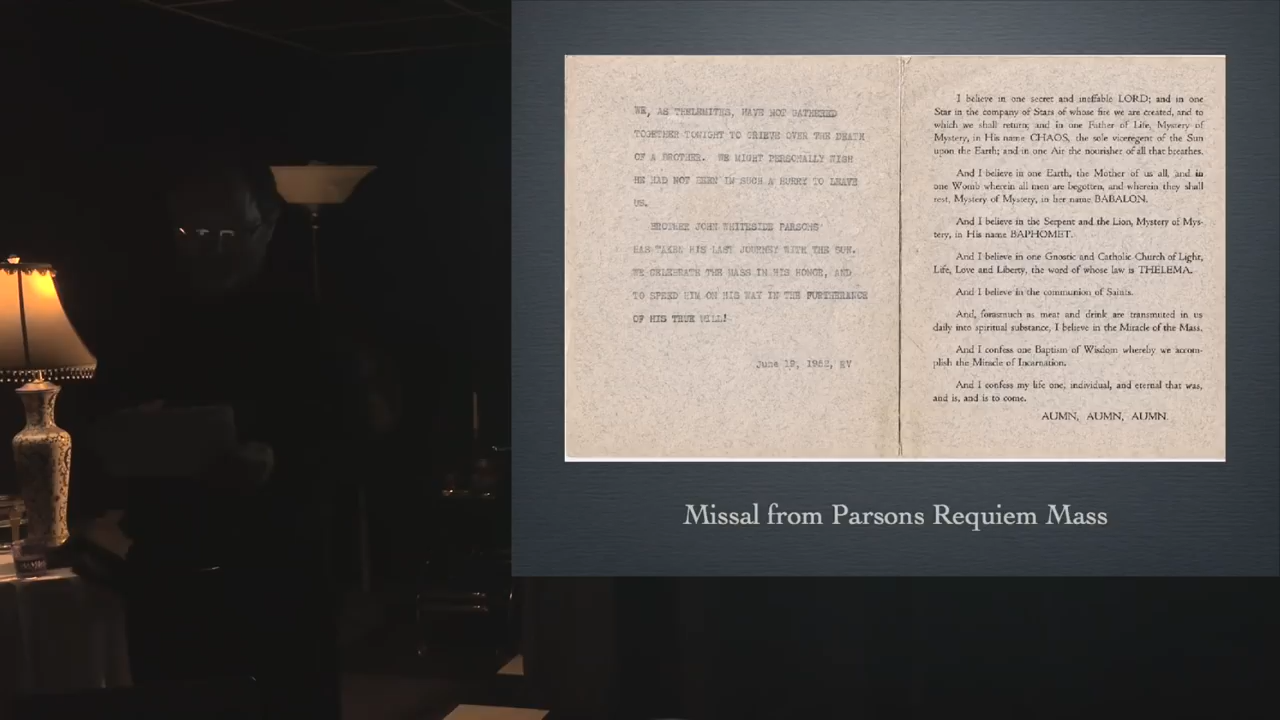 WE, AS THELEMITES, HAVE NOT GATHERED
TOGETHER TONIGHT TO GRIEVE OVER THE DEATH
OF A BROTHER. WE MIGHT PERSONALLY WISH
HE HAD NOT BEEN IN SUCH A HURRY TO LEAVE
US.
BROTHER JOHN WHITESIDE PARSONS
HAS TAKEN HIS LAST JOURNEY WITH THE SUN.
WE CELEBRATE THE MASS IN HIS HONOR, AND
TO SPEED HIM ON HIS WAY IN THE FURTHERANCE
OF HIS TRUE WILL!
June 19, 1952, EV
I believe in one secret and ineffable LORD; and in one
Star in the company of Stars of whose fire we are created, and to
which we shall return; and in one Father of Life, Mystery of
Mystery, in His name CHAOS, the sole viceregent of the Sun
upon the Earth; and in one Air the nourisher of all that breathes.
And I believe in one Earth, the Mother of us all, and in
one Womb wherein all men are begotten, and wherein they shall
rest, Mystery of Mystery, in her name BABALON.
And I believe in the Serpent and the Lion, Mystery of Mys-
tery, in His name BAPHOMET.
And I believe in one Gnostic and Catholic Church of Light,
Life, Love and Liberty, the word of whose law is THELEMA.
And I believe in the communion of Saints.
And, forasmuch as meat and drink are transmuted in us
daily into spiritual substance, I believe in the Miracle of the Mass.
And I confess one Baptism of Wisdom whereby we accom-
plish the Miracle of Incarnation.
And I confess my life one, individual, and eternal that was,
and is, and is to come.
AUMN, AUMN, AUMN.
Missal from Parsons Requiem Mass